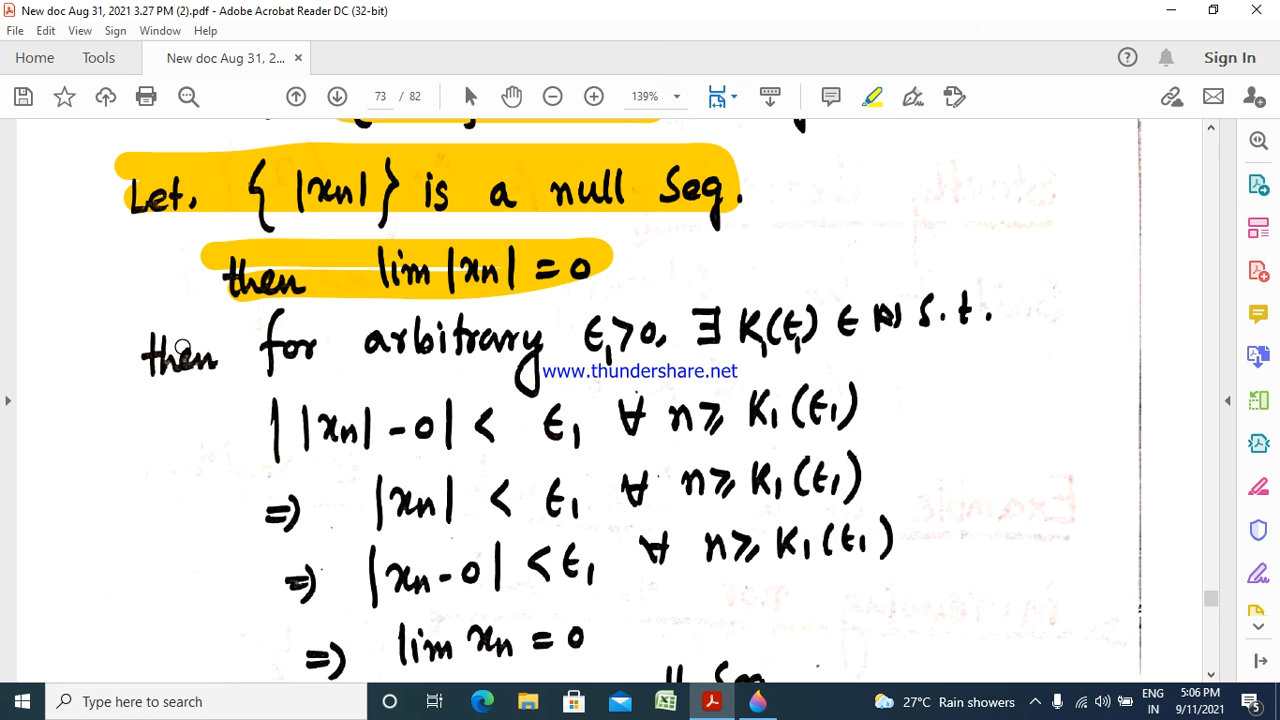 New doc Aug 31, 2021 3.27 PM (2).pdf - Adobe Acrobat Reader DC (32-bit)
File Edit View Sign Window Help
Home Tools New doc Aug 31, 2... × Sign In
73 / 82 139%
Let. { |xn| } is a null Seq.
then lim |xn| = 0
then for arbitrary ε1>0, ∃ K1(ε1) ∈ ℕ s.t.
www.thundershare.net
| |xn| - 0| < ε1 ∀ n ≥ K1(ε1)
⇒ |xn| < ε1 ∀ n ≥ K1(ε1)
⇒ |xn - 0| < ε1 ∀ n ≥ K1(ε1)
⇒ lim xn = 0
Type here to search 27°C Rain showers ENG IN 5:06 PM 9/11/2021 5